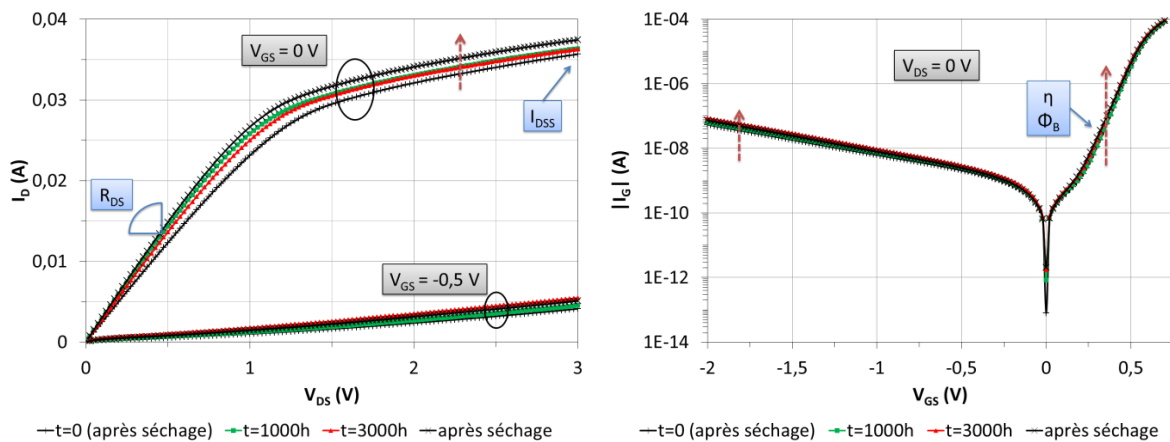 0,04
0,03
0,02
0,01
0
I_D (A)
0
1
2
3
V_DS (V)
V_GS = 0 V
I_DSS
R_DS
V_GS = -0,5 V
t=0 (après séchage)
t=1000h
t=3000h
après séchage
1E-04
1E-06
1E-08
1E-10
1E-12
1E-14
|I_G| (A)
-2
-1,5
-1
-0,5
0
0,5
V_GS (V)
V_DS = 0 V
η
Φ_B
t=0 (après séchage)
t=1000h
t=3000h
après séchage